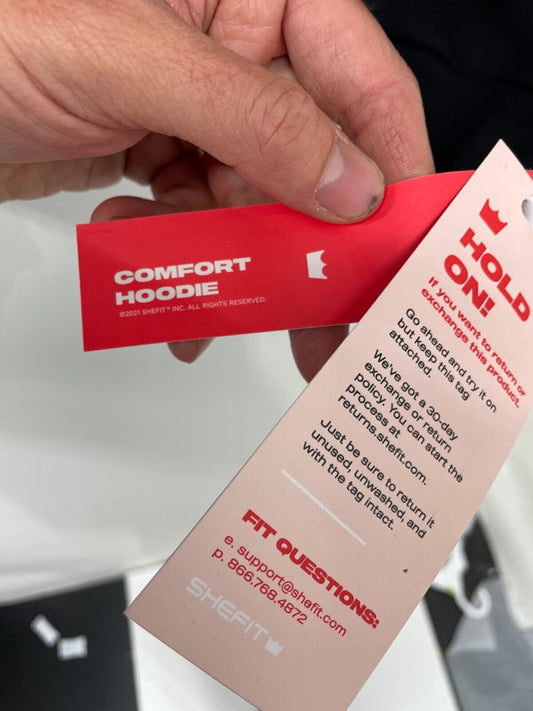 COMFORT
HOODIE
©2021 SHEFIT® INC. ALL RIGHTS RESERVED.
HOLD
ON!
If you want to return or
exchange this product.
Go ahead and try it on
but keep this tag
attached.
We've got a 30-day
exchange or return
policy. You can start the
process at
returns.shefit.com.
Just be sure to return it
unused, unwashed, and
with the tag intact.
FIT QUESTIONS:
e. support@shefit.com
p. 866.768.4872
SHEFIT